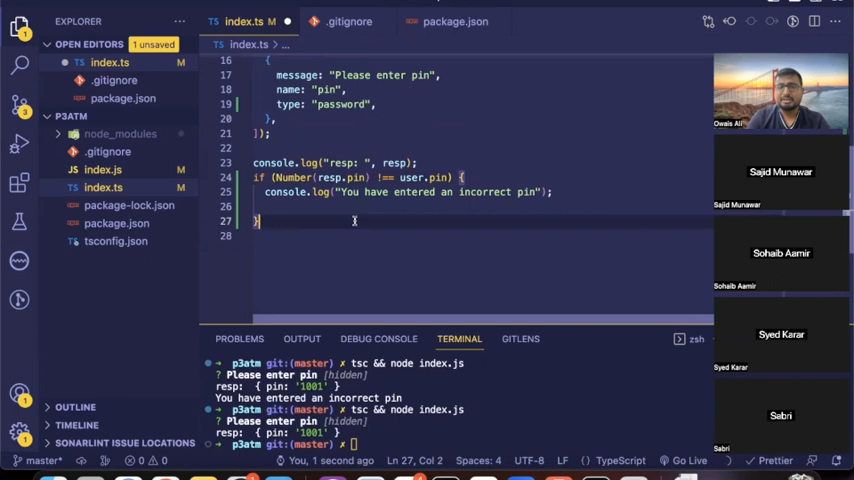 EXPLORER
OPEN EDITORS 1 unsaved
TS index.ts M
.gitignore
package.json
P3ATM
node_modules
.gitignore
JS index.js M
TS index.ts M
package-lock.json
package.json
tsconfig.json
OUTLINE
TIMELINE
SONARLINT ISSUE LOCATIONS
TS index.ts M
.gitignore
package.json
TS index.ts > ...
16 {
17 message: "Please enter pin",
18 name: "pin",
19 type: "password",
20 },
21 ]);
22
23 console.log("resp: ", resp);
24 if (Number(resp.pin) !== user.pin) {
25 console.log("You have entered an incorrect pin");
26
27 }
28
PROBLEMS OUTPUT DEBUG CONSOLE TERMINAL GITLENS zsh
➜ p3atm git:(master) ✗ tsc && node index.js
? Please enter pin [hidden]
resp: { pin: '1001' }
You have entered an incorrect pin
➜ p3atm git:(master) ✗ tsc && node index.js
? Please enter pin [hidden]
resp: { pin: '1001' }
➜ p3atm git:(master) ✗
Owais Ali
Sajid Munawar
Sajid Munawar
Sohaib Aamir
Sohaib Aamir
Syed Karar
Syed Karar
Sabri
Sabri
master* 0 0 You, 1 second ago Ln 27, Col 2 Spaces: 4 UTF-8 LF {} TypeScript Go Live Prettier